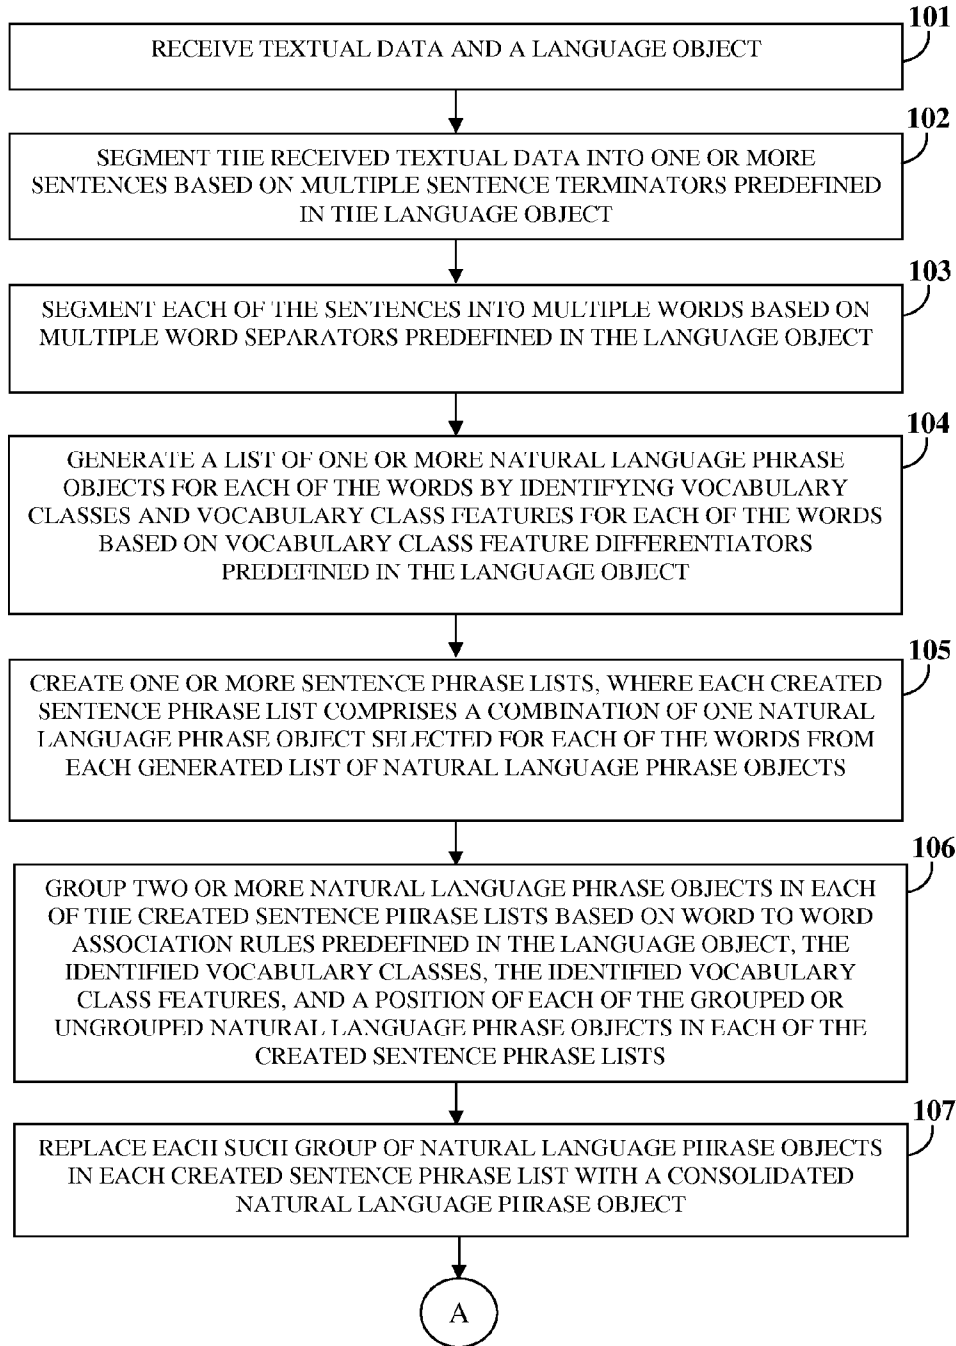 101
RECEIVE TEXTUAL DATA AND A LANGUAGE OBJECT
102
SEGMENT THE RECEIVED TEXTUAL DATA INTO ONE OR MORE
SENTENCES BASED ON MULTIPLE SENTENCE TERMINATORS PREDEFINED
IN THE LANGUAGE OBJECT
103
SEGMENT EACH OF THE SENTENCES INTO MULTIPLE WORDS BASED ON
MULTIPLE WORD SEPARATORS PREDEFINED IN THE LANGUAGE OBJECT
104
GENERATE A LIST OF ONE OR MORE NATURAL LANGUAGE PHRASE
OBJECTS FOR EACH OF THE WORDS BY IDENTIFYING VOCABULARY
CLASSES AND VOCABULARY CLASS FEATURES FOR EACH OF THE WORDS
BASED ON VOCABULARY CLASS FEATURE DIFFERENTIATORS
PREDEFINED IN THE LANGUAGE OBJECT
105
CREATE ONE OR MORE SENTENCE PHRASE LISTS, WHERE EACH CREATED
SENTENCE PHRASE LIST COMPRISES A COMBINATION OF ONE NATURAL
LANGUAGE PHRASE OBJECT SELECTED FOR EACH OF THE WORDS FROM
EACH GENERATED LIST OF NATURAL LANGUAGE PHRASE OBJECTS
106
GROUP TWO OR MORE NATURAL LANGUAGE PHRASE OBJECTS IN EACH
OF THE CREATED SENTENCE PHRASE LISTS BASED ON WORD TO WORD
ASSOCIATION RULES PREDEFINED IN THE LANGUAGE OBJECT, THE
IDENTIFIED VOCABULARY CLASSES, THE IDENTIFIED VOCABULARY
CLASS FEATURES, AND A POSITION OF EACH OF THE GROUPED OR
UNGROUPED NATURAL LANGUAGE PHRASE OBJECTS IN EACH OF THE
CREATED SENTENCE PHRASE LISTS
107
REPLACE EACH SUCH GROUP OF NATURAL LANGUAGE PHRASE OBJECTS
IN EACH CREATED SENTENCE PHRASE LIST WITH A CONSOLIDATED
NATURAL LANGUAGE PHRASE OBJECT
A